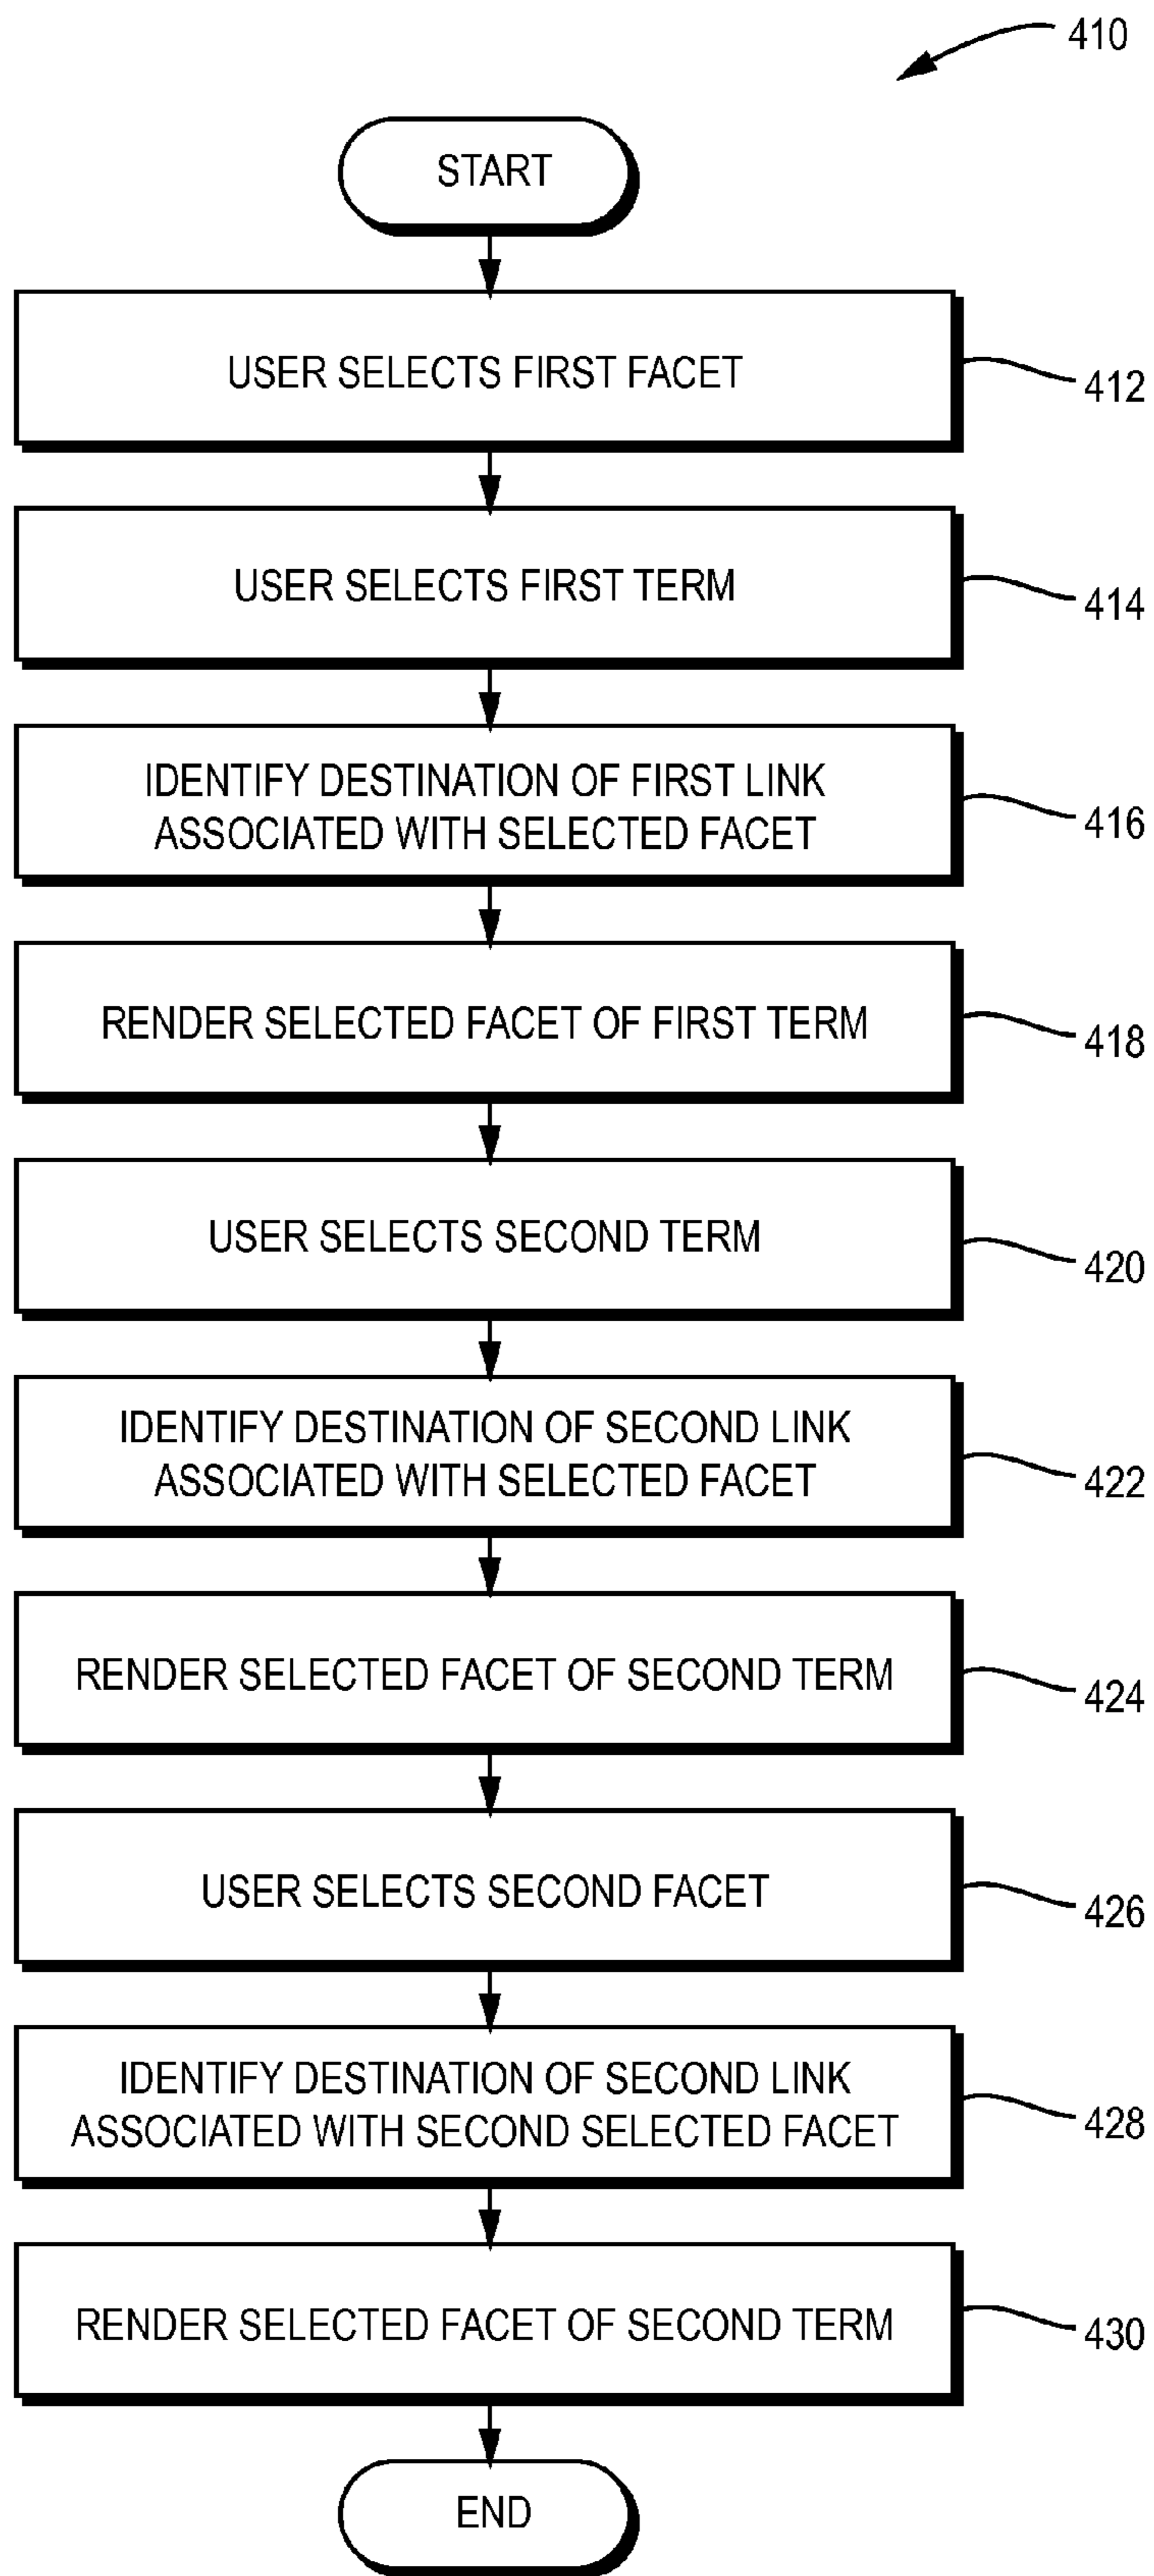 410
START
USER SELECTS FIRST FACET
412
USER SELECTS FIRST TERM
414
IDENTIFY DESTINATION OF FIRST LINK
ASSOCIATED WITH SELECTED FACET
416
RENDER SELECTED FACET OF FIRST TERM
418
USER SELECTS SECOND TERM
420
IDENTIFY DESTINATION OF SECOND LINK
ASSOCIATED WITH SELECTED FACET
422
RENDER SELECTED FACET OF SECOND TERM
424
USER SELECTS SECOND FACET
426
IDENTIFY DESTINATION OF SECOND LINK
ASSOCIATED WITH SECOND SELECTED FACET
428
RENDER SELECTED FACET OF SECOND TERM
430
END